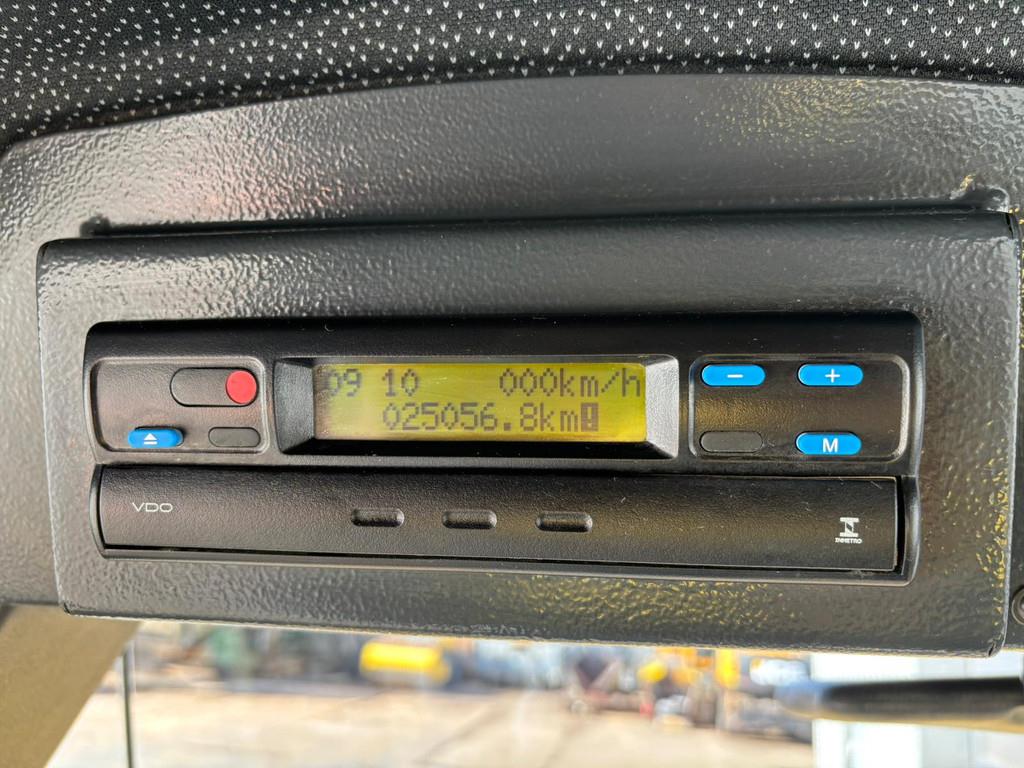 09 10 000km/h
025056.8km!
− +
M
VDO
INMETRO